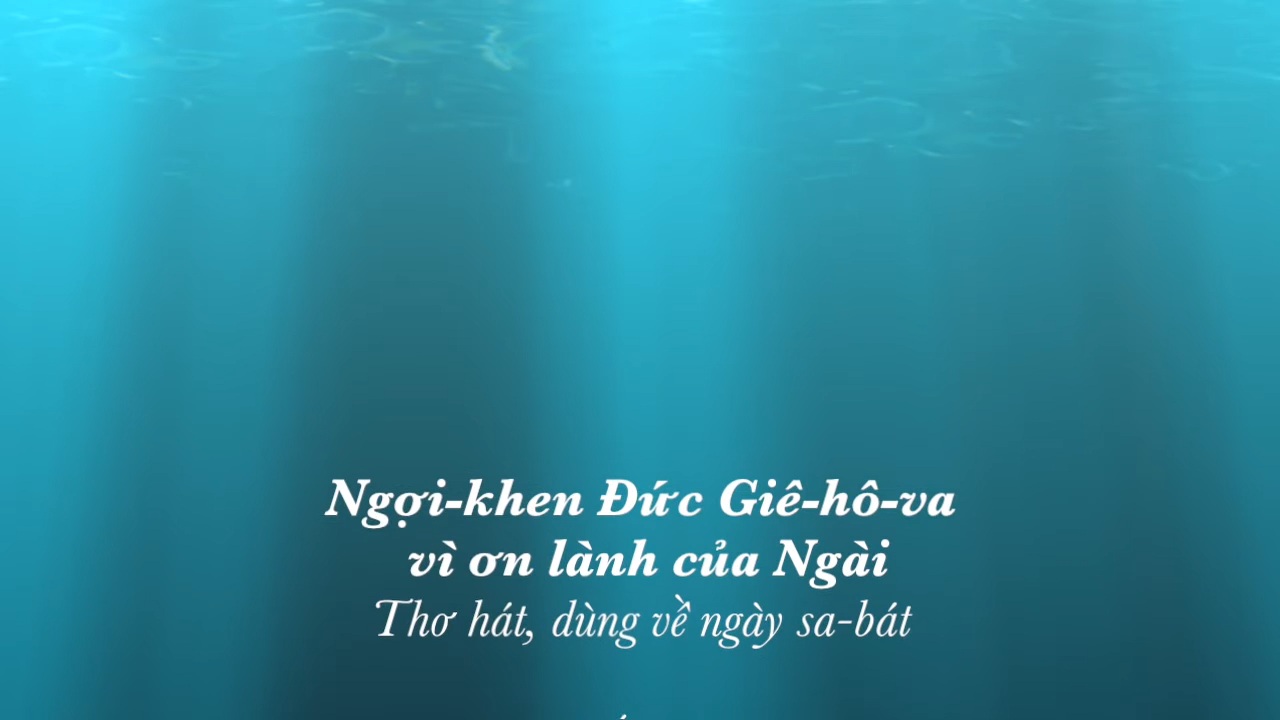 Ngợi-khen Đức Giê-hô-va
vì ơn lành của Ngài
Thơ hát, dùng về ngày sa-bát